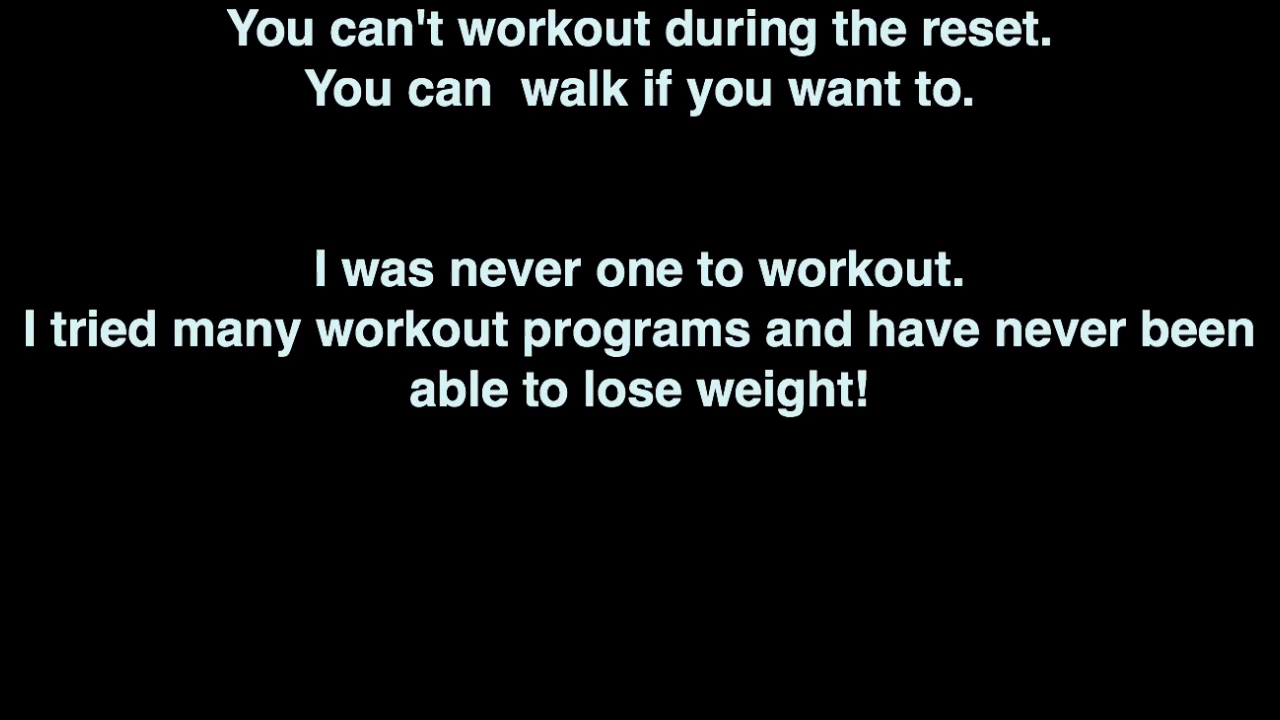 You can't workout during the reset.
You can  walk if you want to.
I was never one to workout.
I tried many workout programs and have never been
able to lose weight!